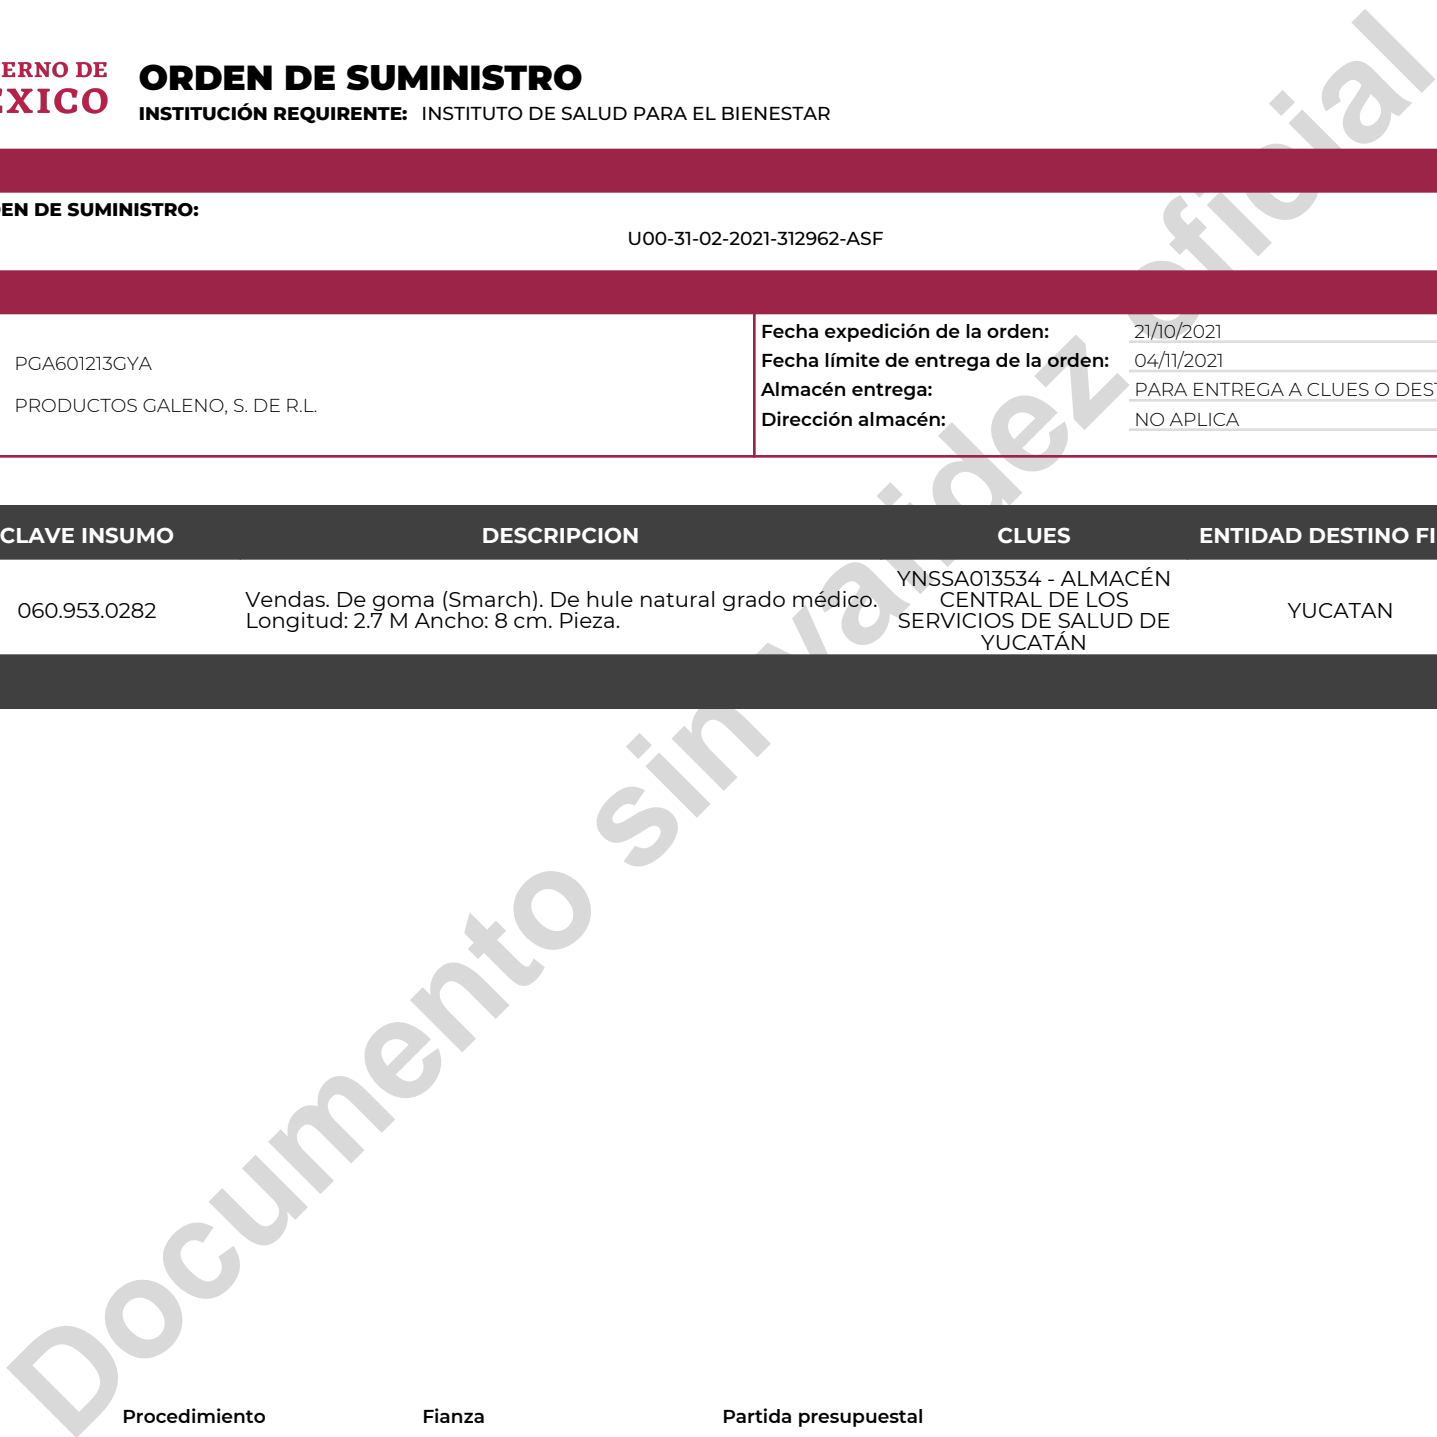 ERNO DE
ORDEN DE SUMINISTRO
XICO
INSTITUCIÓN REQUIRENTE: INSTITUTO DE SALUD PARA EL BIENESTAR
EN DE SUMINISTRO:
U00-31-02-2021-312962-ASF
PGA601213GYA
PRODUCTOS GALENO, S. DE R.L.
Fecha expedición de la orden: 21/10/2021
Fecha límite de entrega de la orden: 04/11/2021
Almacén entrega: PARA ENTREGA A CLUES O DEST
Dirección almacén: NO APLICA
CLAVE INSUMO DESCRIPCION CLUES ENTIDAD DESTINO FI
060.953.0282
Vendas. De goma (Smarch). De hule natural grado médico.
Longitud: 2.7 M Ancho: 8 cm. Pieza.
YNSSA013534 - ALMACÉN
CENTRAL DE LOS
SERVICIOS DE SALUD DE
YUCATÁN
YUCATAN
Procedimiento Fianza Partida presupuestal
Documento sin validez oficial